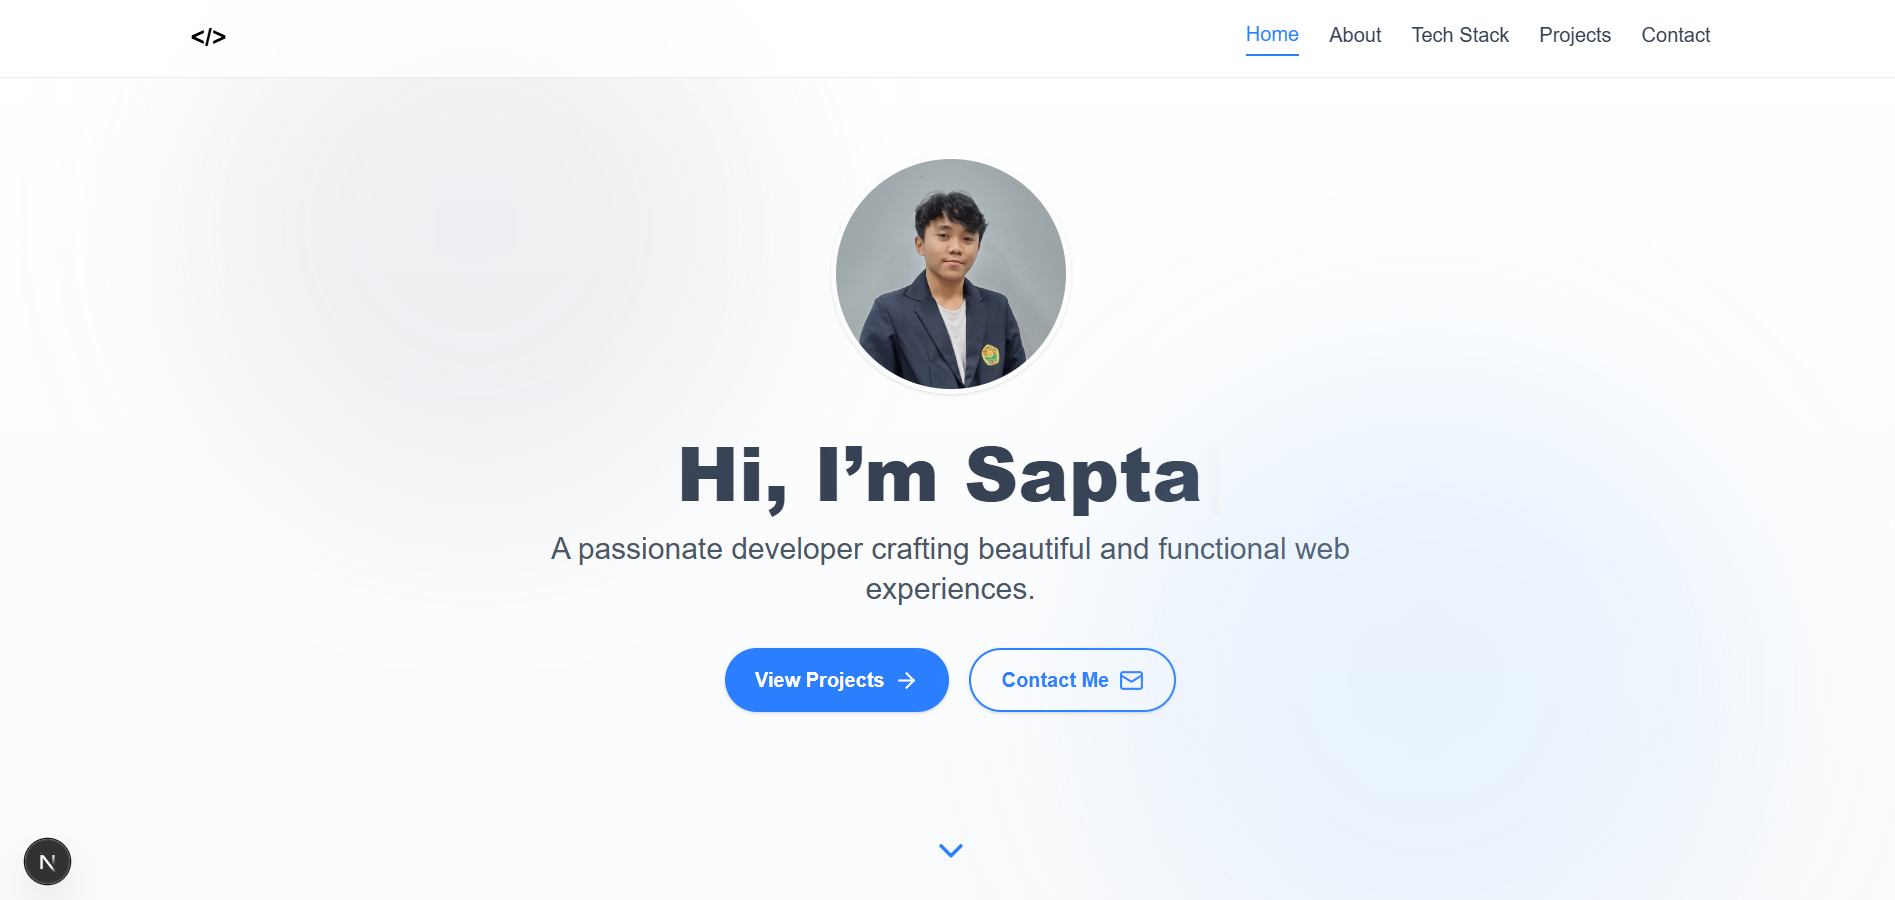 </>
Home About Tech Stack Projects Contact
Hi, I’m Sapta
A passionate developer crafting beautiful and functional web
experiences.
View Projects
Contact Me
N